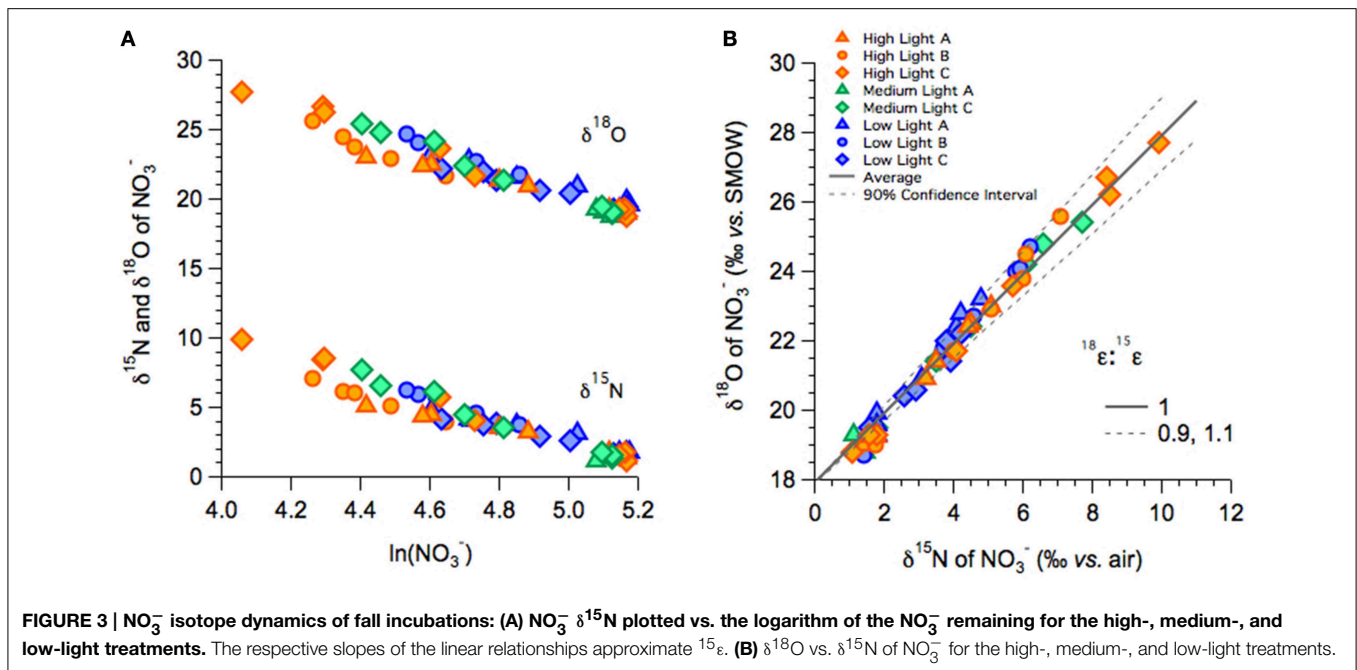 A
30
25
20
15
10
5
0
δ¹⁵N and δ¹⁸O of NO₃⁻
δ¹⁸O
δ¹⁵N
4.0 4.2 4.4 4.6 4.8 5.0 5.2
ln(NO₃⁻)
B
High Light A
High Light B
High Light C
Medium Light A
Medium Light C
Low Light A
Low Light B
Low Light C
Average
90% Confidence Interval
30
28
26
24
22
20
18
δ¹⁸O of NO₃⁻ (‰ vs. SMOW)
¹⁸ε:¹⁵ε
1
0.9, 1.1
0 2 4 6 8 10 12
δ¹⁵N of NO₃⁻ (‰ vs. air)
FIGURE 3 | NO₃⁻ isotope dynamics of fall incubations: (A) NO₃⁻ δ¹⁵N plotted vs. the logarithm of the NO₃⁻ remaining for the high-, medium-, and
low-light treatments. The respective slopes of the linear relationships approximate ¹⁵ε. (B) δ¹⁸O vs. δ¹⁵N of NO₃⁻ for the high-, medium-, and low-light treatments.